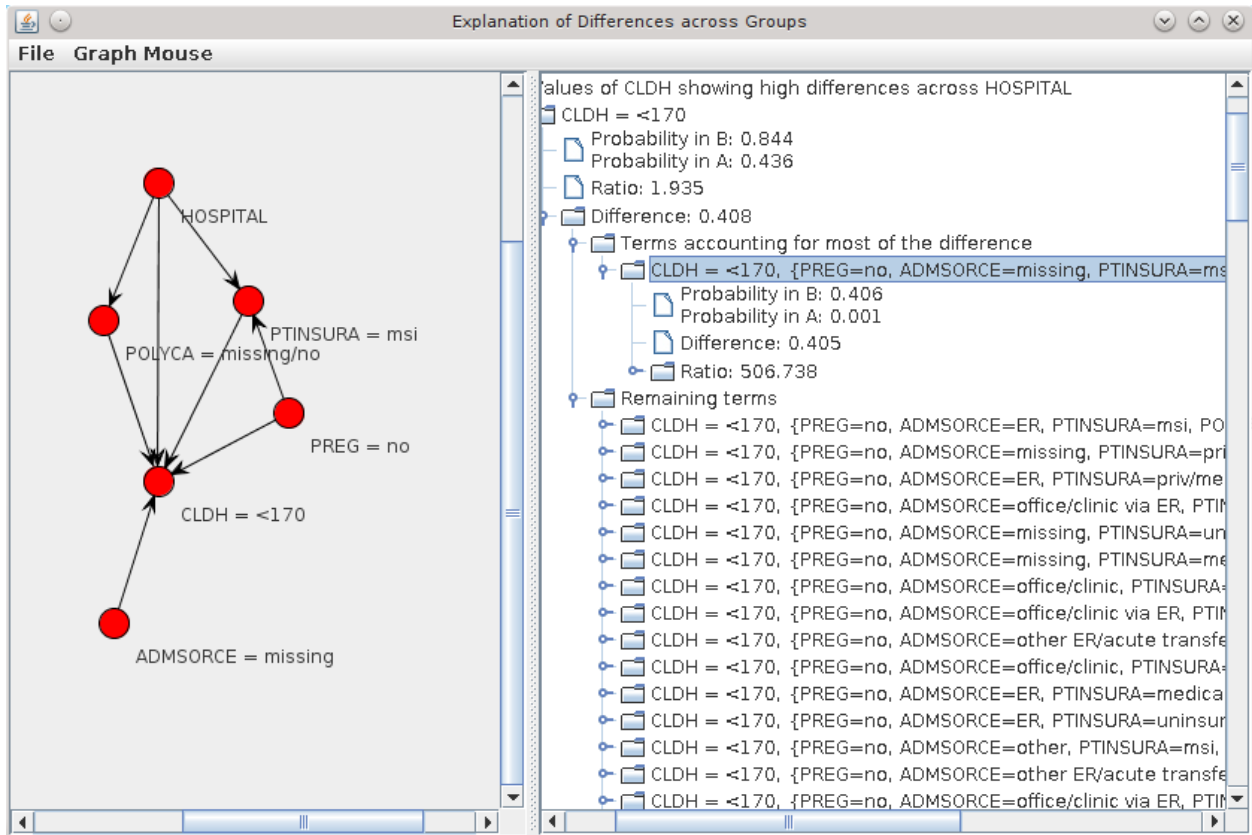 Explanation of Differences across Groups
File Graph Mouse
HOSPITAL
PTINSURA = msi
POLYCA = missing/no
PREG = no
CLDH = <170
ADMSORCE = missing
alues of CLDH showing high differences across HOSPITAL
CLDH = <170
Probability in B: 0.844
Probability in A: 0.436
Ratio: 1.935
Difference: 0.408
Terms accounting for most of the difference
CLDH = <170, {PREG=no, ADMSORCE=missing, PTINSURA=ms
Probability in B: 0.406
Probability in A: 0.001
Difference: 0.405
Ratio: 506.738
Remaining terms
CLDH = <170, {PREG=no, ADMSORCE=ER, PTINSURA=msi, PO
CLDH = <170, {PREG=no, ADMSORCE=missing, PTINSURA=pri
CLDH = <170, {PREG=no, ADMSORCE=ER, PTINSURA=priv/me
CLDH = <170, {PREG=no, ADMSORCE=office/clinic via ER, PTIN
CLDH = <170, {PREG=no, ADMSORCE=missing, PTINSURA=un
CLDH = <170, {PREG=no, ADMSORCE=missing, PTINSURA=me
CLDH = <170, {PREG=no, ADMSORCE=office/clinic, PTINSURA=
CLDH = <170, {PREG=no, ADMSORCE=office/clinic via ER, PTIN
CLDH = <170, {PREG=no, ADMSORCE=other ER/acute transfe
CLDH = <170, {PREG=no, ADMSORCE=office/clinic, PTINSURA=
CLDH = <170, {PREG=no, ADMSORCE=ER, PTINSURA=medica
CLDH = <170, {PREG=no, ADMSORCE=ER, PTINSURA=uninsur
CLDH = <170, {PREG=no, ADMSORCE=other, PTINSURA=msi,
CLDH = <170, {PREG=no, ADMSORCE=other ER/acute transfe
CLDH = <170, {PREG=no, ADMSORCE=office/clinic via ER, PTIN